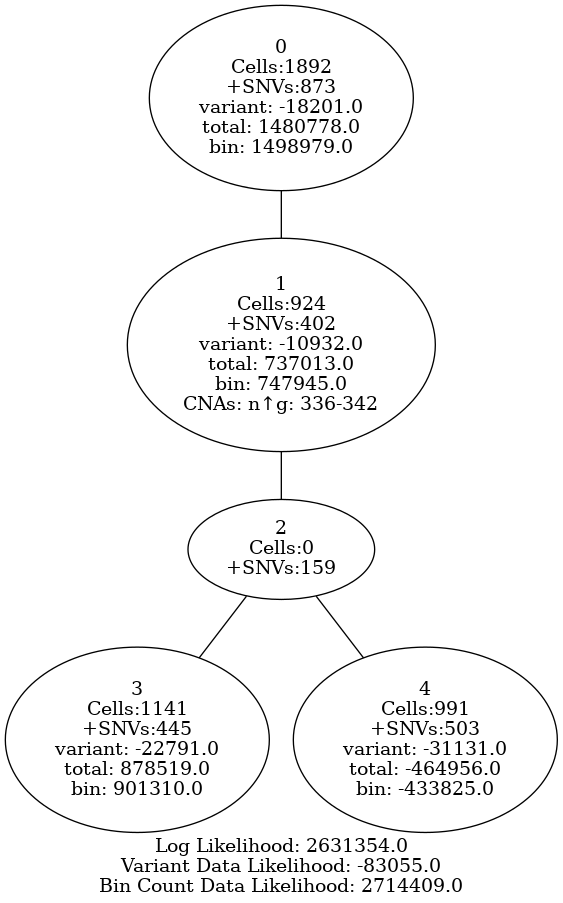 0
Cells:1892
+SNVs:873
variant: -18201.0
total: 1480778.0
bin: 1498979.0
1
Cells:924
+SNVs:402
variant: -10932.0
total: 737013.0
bin: 747945.0
CNAs: n↑g: 336-342
2
Cells:0
+SNVs:159
3
Cells:1141
+SNVs:445
variant: -22791.0
total: 878519.0
bin: 901310.0
4
Cells:991
+SNVs:503
variant: -31131.0
total: -464956.0
bin: -433825.0
Log Likelihood: 2631354.0
Variant Data Likelihood: -83055.0
Bin Count Data Likelihood: 2714409.0